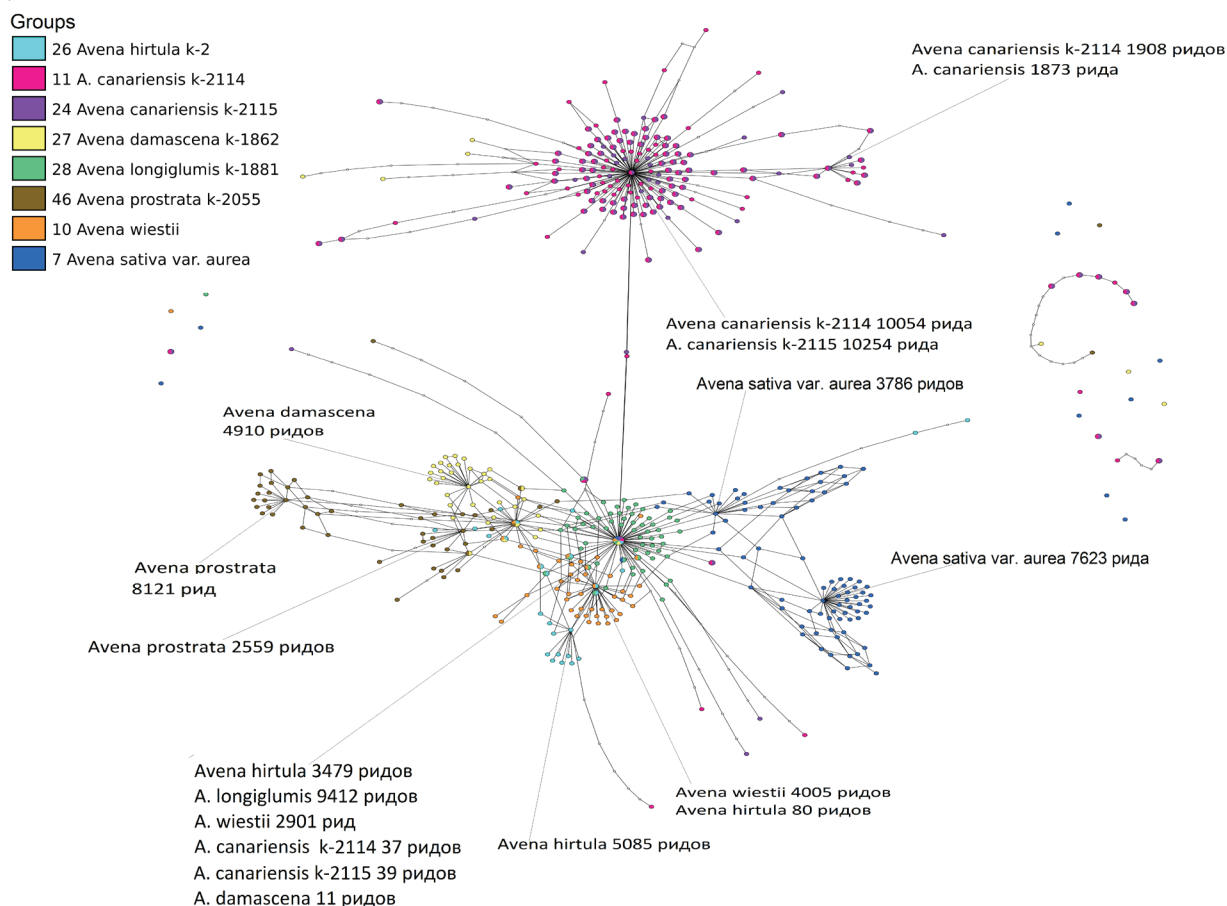 Groups
26 Avena hirtula k-2
11 A. canariensis k-2114
24 Avena canariensis k-2115
27 Avena damascena k-1862
28 Avena longiglumis k-1881
46 Avena prostrata k-2055
10 Avena wiestii
7 Avena sativa var. aurea
Avena canariensis k-2114 1908 ридов
A. canariensis 1873 рида
Avena canariensis k-2114 10054 рида
A. canariensis k-2115 10254 рида
Avena sativa var. aurea 3786 ридов
Avena damascena
4910 ридов
Avena sativa var. aurea 7623 рида
Avena prostrata
8121 рид
Avena prostrata 2559 ридов
Avena hirtula 3479 ридов
A. longiglumis 9412 ридов
A. wiestii 2901 рид
A. canariensis k-2114 37 ридов
A. canariensis k-2115 39 ридов
A. damascena 11 ридов
Avena wiestii 4005 ридов
Avena hirtula 80 ридов
Avena hirtula 5085 ридов